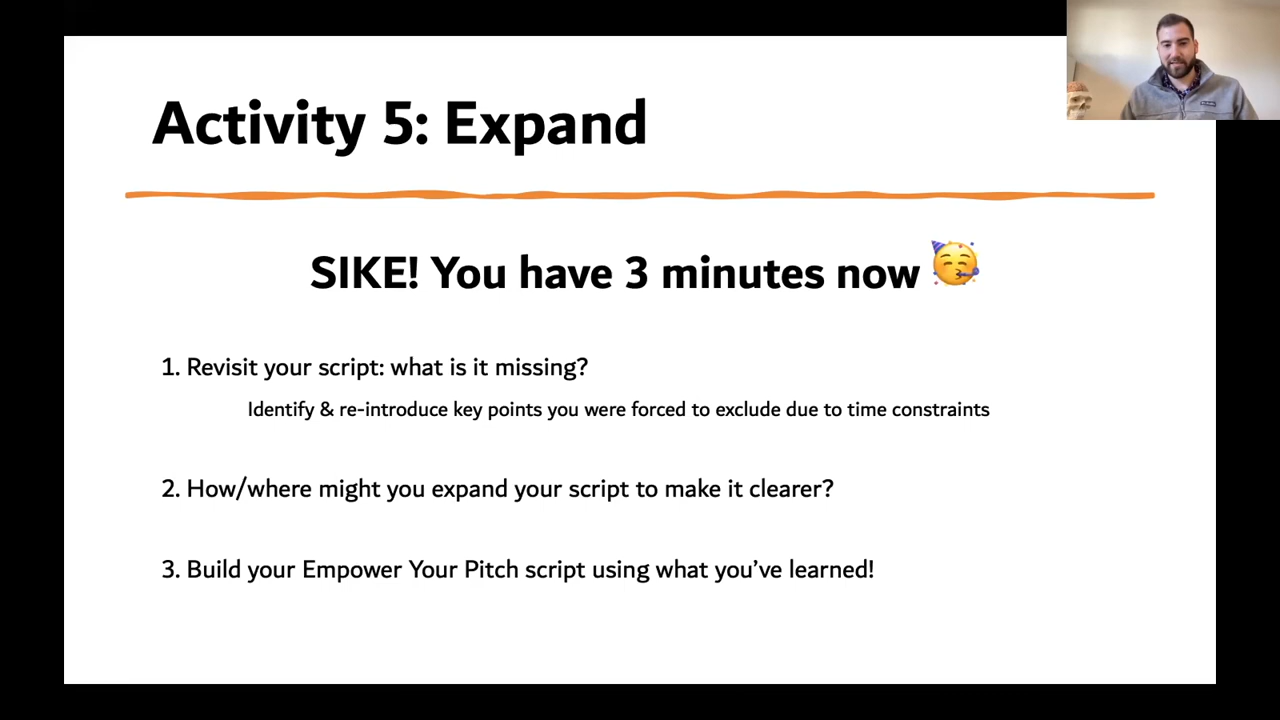 Activity 5: Expand
SIKE! You have 3 minutes now 🥳
1. Revisit your script: what is it missing?
Identify & re-introduce key points you were forced to exclude due to time constraints
2. How/where might you expand your script to make it clearer?
3. Build your Empower Your Pitch script using what you’ve learned!